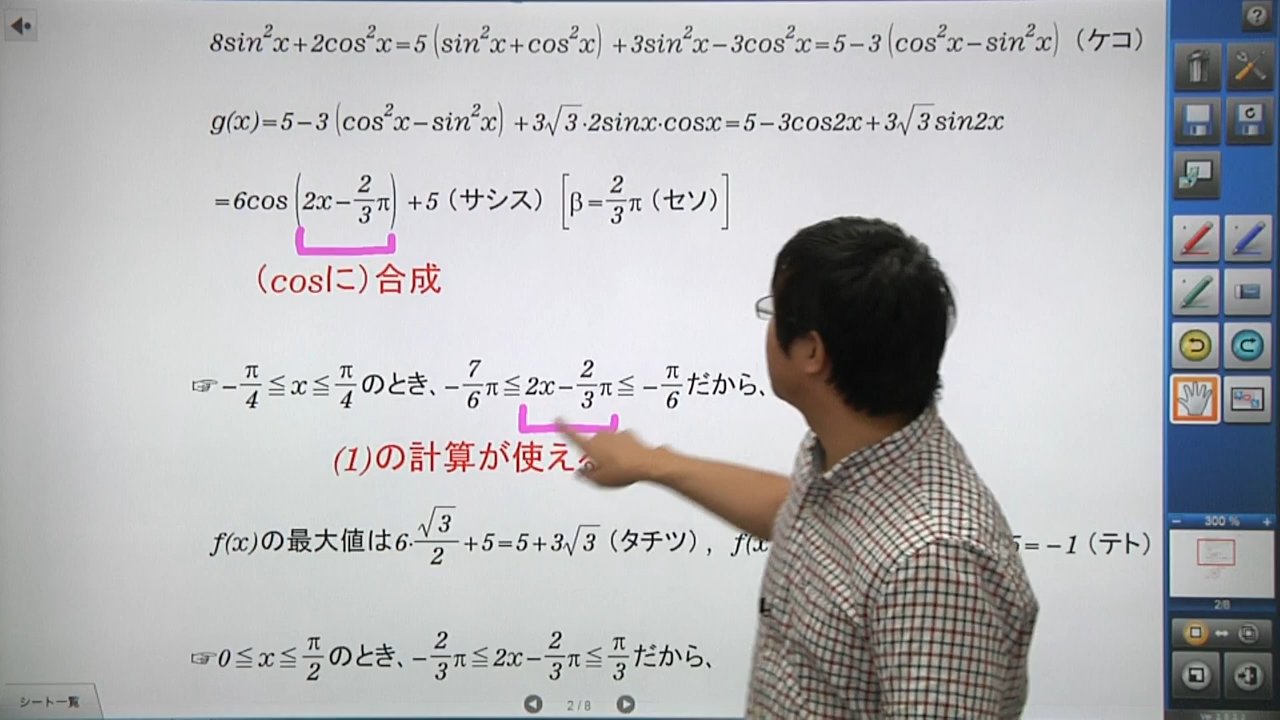 8sin²x+2cos²x=5(sin²x+cos²x)+3sin²x−3cos²x=5−3(cos²x−sin²x)(ケコ)
g(x)=5−3(cos²x−sin²x)+3√3·2sinx·cosx=5−3cos2x+3√3sin2x
=6cos(2x−2/3π)+5(サシス)[β=2/3π(セソ)]
(cosに)合成
☞−π/4≦x≦π/4のとき、−7/6π≦2x−2/3π≦−π/6だから、
(1)の計算が使え
f(x)の最大値は6·√3/2+5=5+3√3(タチツ), =−1(テト)
☞0≦x≦π/2のとき、−2/3π≦2x−2/3π≦π/3だから、
シート一覧
2/8
300 %
2/8
?